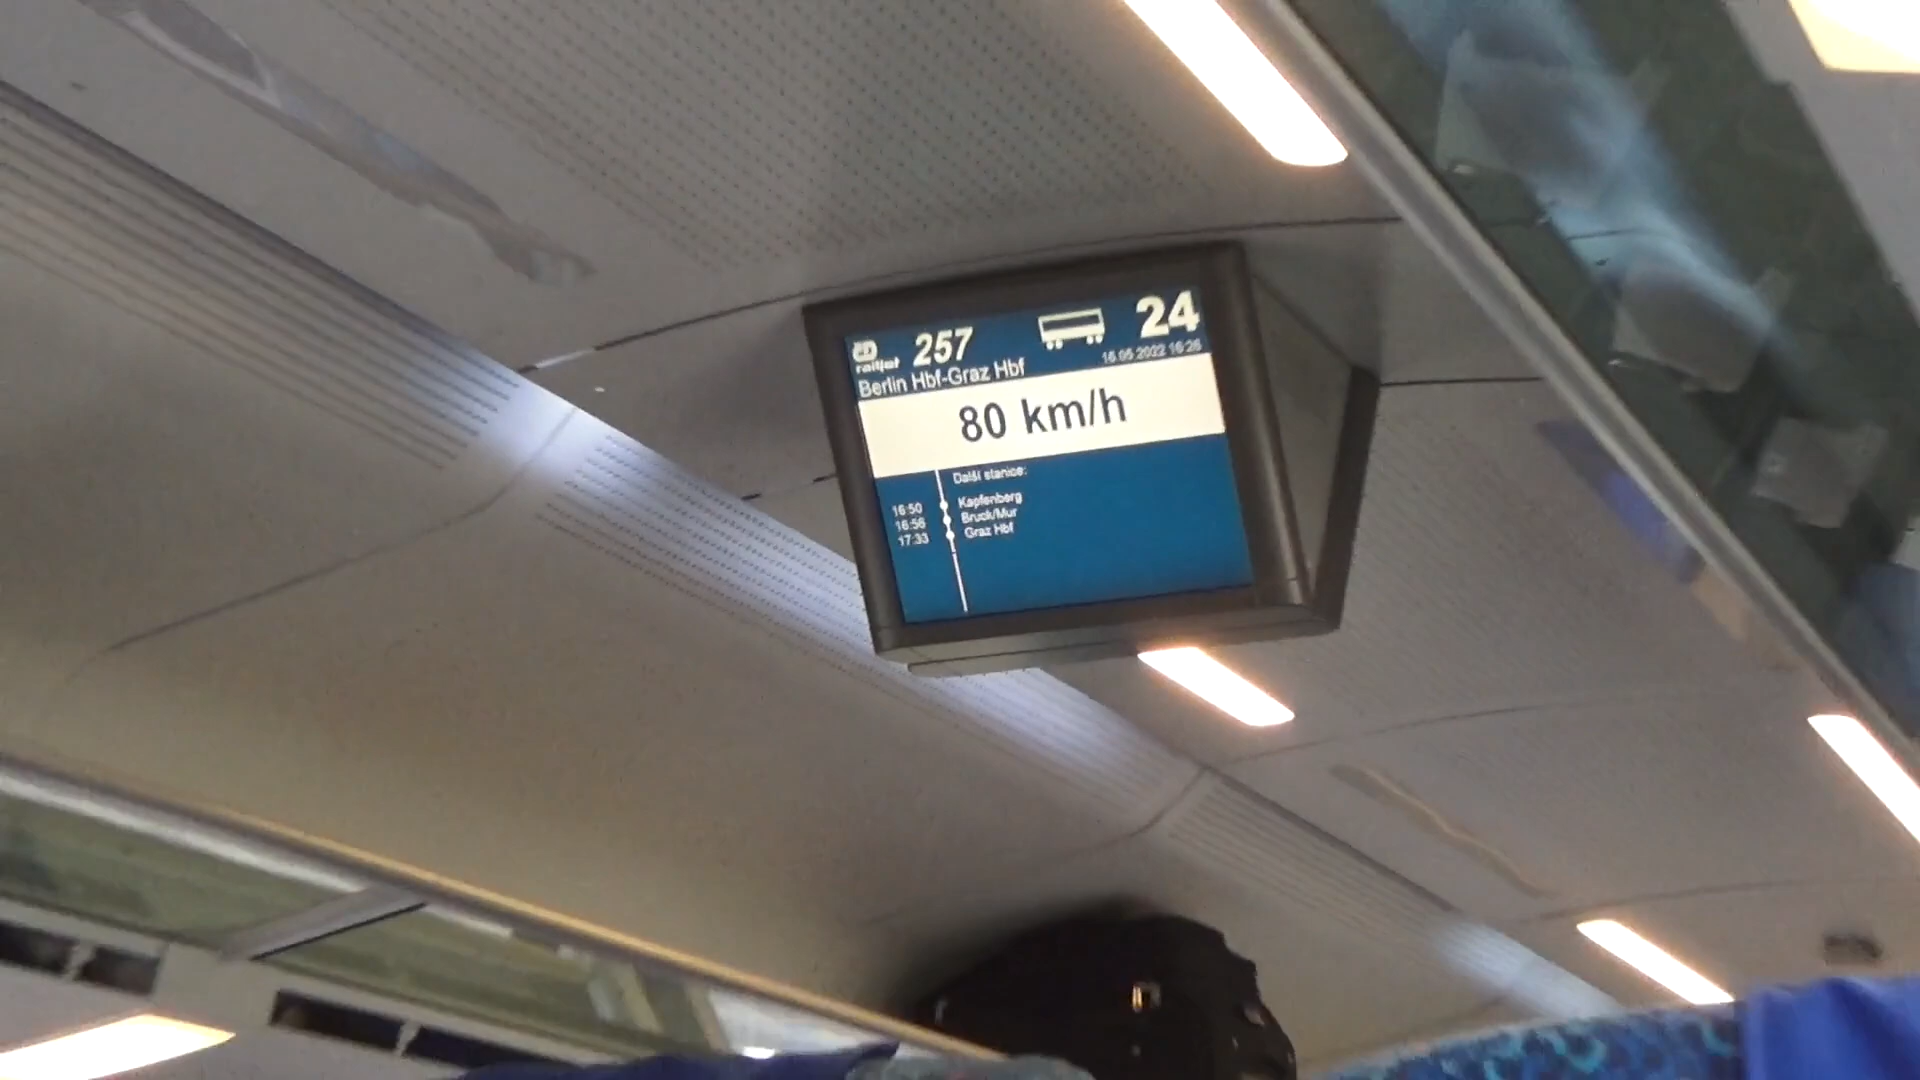 ČD 257 24
railjet 16.05.2022 16:26
Berlin Hbf-Graz Hbf
80 km/h
Další stanice:
16:50 Kapfenberg
16:56 Bruck/Mur
17:33 Graz Hbf